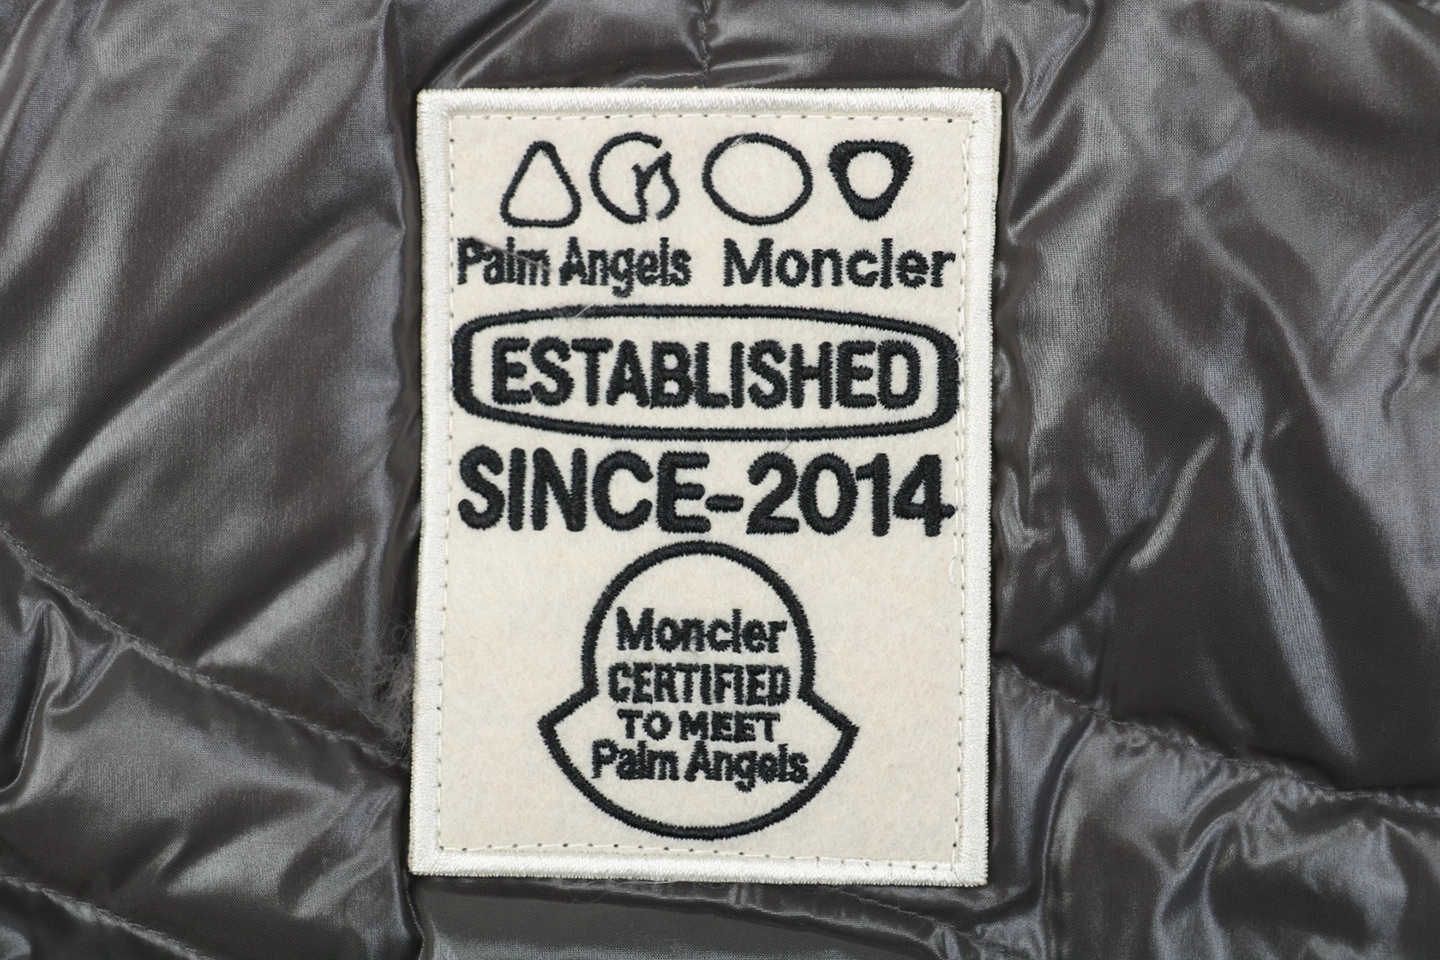 Palm Angels Moncler
ESTABLISHED
SINCE-2014
Moncler
CERTIFIED
TO MEET
Palm Angels